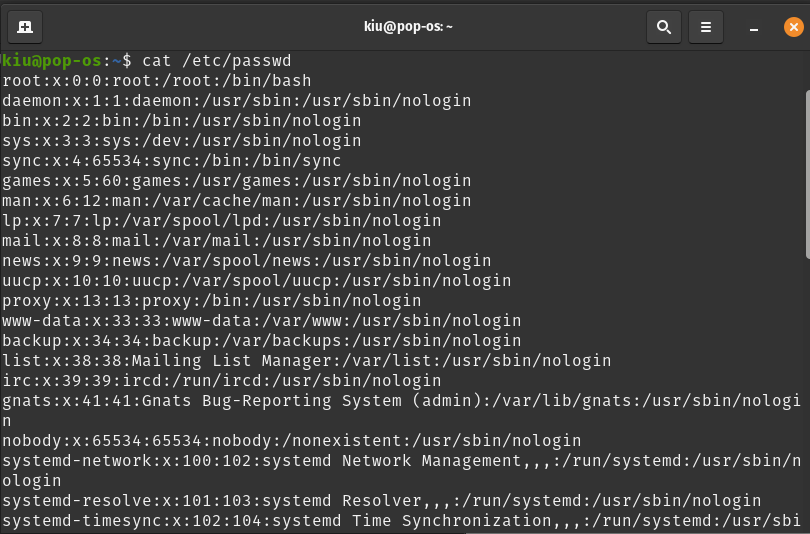 kiu@pop-os: ~
kiu@pop-os:~$ cat /etc/passwd
root:x:0:0:root:/root:/bin/bash
daemon:x:1:1:daemon:/usr/sbin:/usr/sbin/nologin
bin:x:2:2:bin:/bin:/usr/sbin/nologin
sys:x:3:3:sys:/dev:/usr/sbin/nologin
sync:x:4:65534:sync:/bin:/bin/sync
games:x:5:60:games:/usr/games:/usr/sbin/nologin
man:x:6:12:man:/var/cache/man:/usr/sbin/nologin
lp:x:7:7:lp:/var/spool/lpd:/usr/sbin/nologin
mail:x:8:8:mail:/var/mail:/usr/sbin/nologin
news:x:9:9:news:/var/spool/news:/usr/sbin/nologin
uucp:x:10:10:uucp:/var/spool/uucp:/usr/sbin/nologin
proxy:x:13:13:proxy:/bin:/usr/sbin/nologin
www-data:x:33:33:www-data:/var/www:/usr/sbin/nologin
backup:x:34:34:backup:/var/backups:/usr/sbin/nologin
list:x:38:38:Mailing List Manager:/var/list:/usr/sbin/nologin
irc:x:39:39:ircd:/run/ircd:/usr/sbin/nologin
gnats:x:41:41:Gnats Bug-Reporting System (admin):/var/lib/gnats:/usr/sbin/nologi
n
nobody:x:65534:65534:nobody:/nonexistent:/usr/sbin/nologin
systemd-network:x:100:102:systemd Network Management,,,:/run/systemd:/usr/sbin/n
ologin
systemd-resolve:x:101:103:systemd Resolver,,,:/run/systemd:/usr/sbin/nologin
systemd-timesync:x:102:104:systemd Time Synchronization,,,:/run/systemd:/usr/sbi